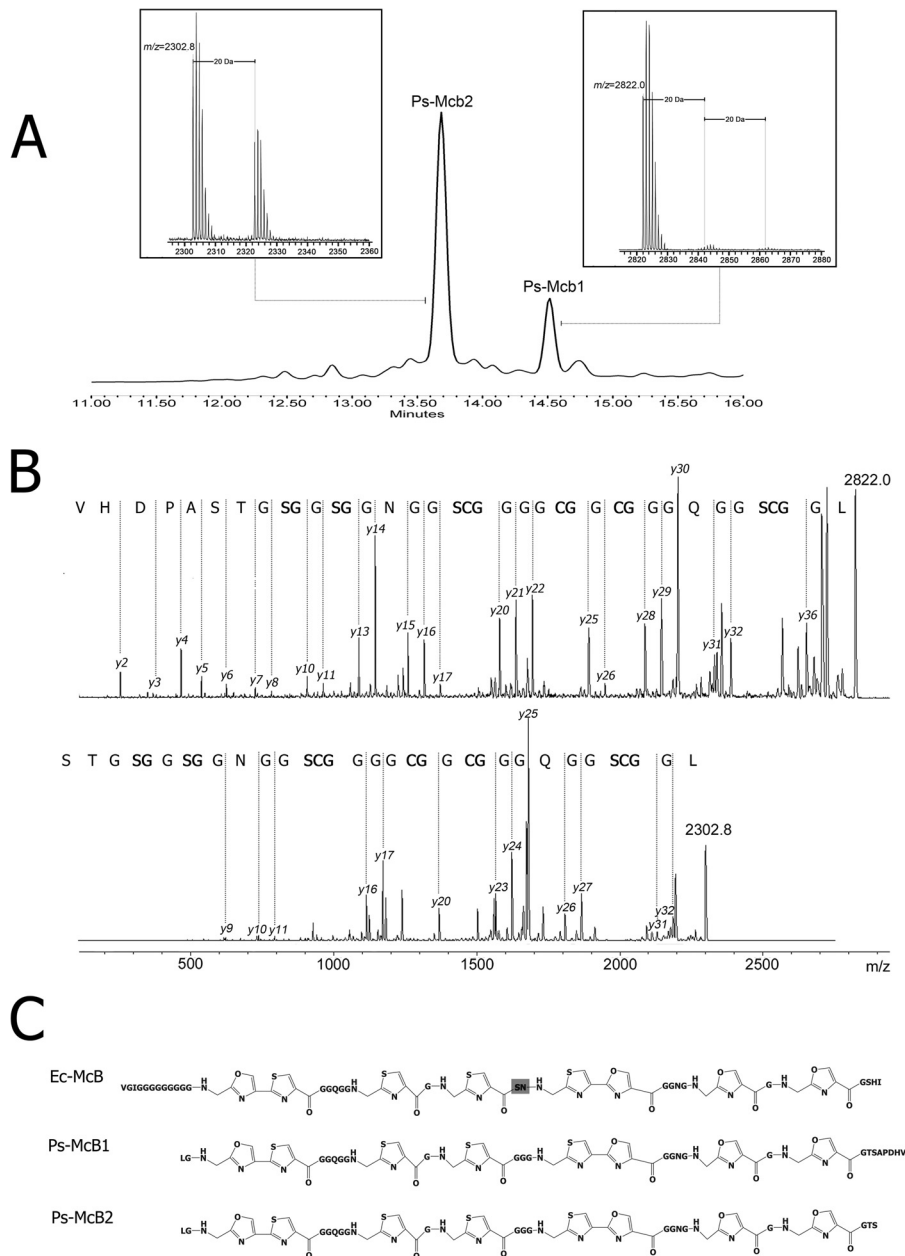 A
m/z=2302.8
20 Da
2300 2310 2320 2330 2340 2350 2360
Ps-Mcb2
m/z=2822.0
20 Da
20 Da
2820 2830 2840 2850 2860 2870 2880
Ps-Mcb1
11.00 12.00 12.50 13.00 13.50 14.00 14.50 15.00 15.50 16.00
Minutes
B
V H D P A S T G SG G SG G N G G SCG G G G CG G CG G G Q G G SCG G L
y2 y3 y4 y5 y6 y7 y8 y10 y11 y13 y14 y15 y16 y17 y20 y21 y22 y25 y26 y28 y29 y30 y31 y32 y36 2822.0
S T G SG G SG G N G G SCG G G G CG G CG G G Q G G SCG G L
y9 y10 y11 y16 y17 y20 y23 y24 y25 y26 y27 y31 y32 2302.8
500 1000 1500 2000 2500 m/z
C
Ec-McB VGIGGGGGGGGG H N O N S N O GGQGG H N S N O G H N S N O SN H N S N O N O GGNG H N O N O G H N O N O GSHI
Ps-McB1 LG H N O N S N O GGQGG H N S N O G H N S N O GGG H N S N O N O GGNG H N O N O G H N O N O GTSAPDHV
Ps-McB2 LG H N O N S N O GGQGG H N S N O G H N S N O GGG H N S N O N O GGNG H N O N O G H N O N O GTS